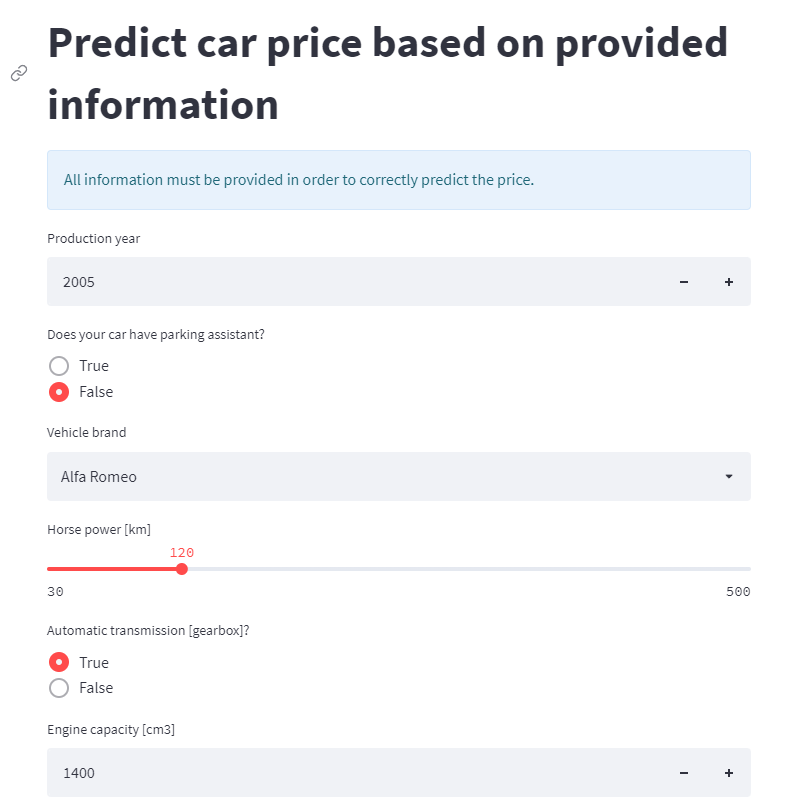 Predict car price based on provided
information
All information must be provided in order to correctly predict the price.
Production year
2005
Does your car have parking assistant?
True
False
Vehicle brand
Alfa Romeo
Horse power [km]
120
30 500
Automatic transmission [gearbox]?
True
False
Engine capacity [cm3]
1400